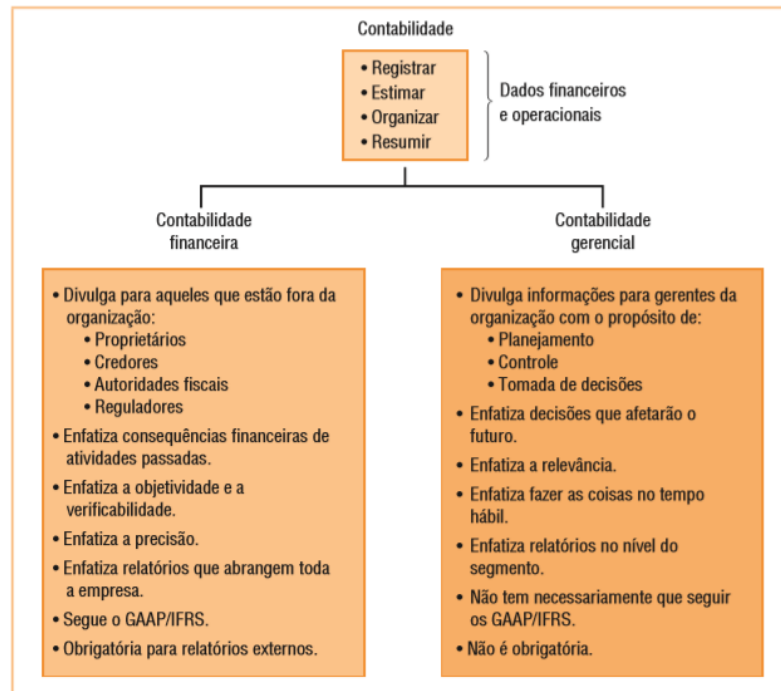 Contabilidade
• Registrar
• Estimar
• Organizar
• Resumir
Dados financeiros
e operacionais
Contabilidade
financeira
• Divulga para aqueles que estão fora da
organização:
• Proprietários
• Credores
• Autoridades fiscais
• Reguladores
• Enfatiza consequências financeiras de
atividades passadas.
• Enfatiza a objetividade e a
verificabilidade.
• Enfatiza a precisão.
• Enfatiza relatórios que abrangem toda
a empresa.
• Segue o GAAP/IFRS.
• Obrigatória para relatórios externos.
Contabilidade
gerencial
• Divulga informações para gerentes da
organização com o propósito de:
• Planejamento
• Controle
• Tomada de decisões
• Enfatiza decisões que afetarão o
futuro.
• Enfatiza a relevância.
• Enfatiza fazer as coisas no tempo
hábil.
• Enfatiza relatórios no nível do
segmento.
• Não tem necessariamente que seguir
os GAAP/IFRS.
• Não é obrigatória.